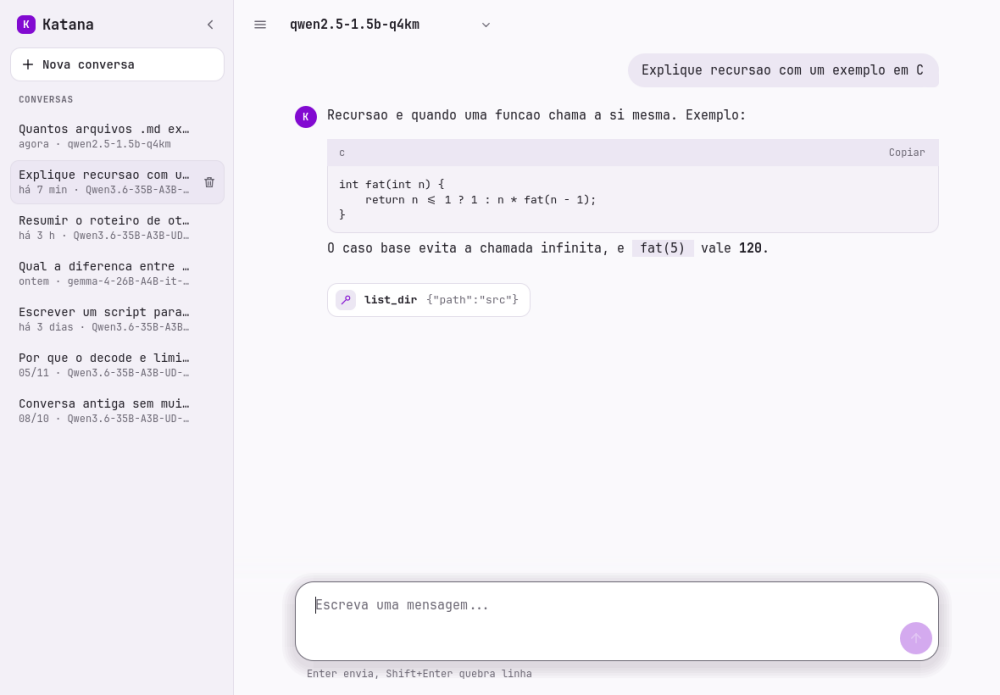 K Katana
Nova conversa
CONVERSAS
Quantos arquivos .md ex…
agora · qwen2.5-1.5b-q4km
Explique recursao com u…
há 7 min · Qwen3.6-35B-A3B-…
Resumir o roteiro de ot…
há 3 h · Qwen3.6-35B-A3B-UD…
Qual a diferenca entre …
ontem · gemma-4-26B-A4B-it-…
Escrever um script para…
há 3 dias · Qwen3.6-35B-A3B…
Por que o decode e limi…
05/11 · Qwen3.6-35B-A3B-UD-…
Conversa antiga sem mui…
08/10 · Qwen3.6-35B-A3B-UD-…
qwen2.5-1.5b-q4km
Explique recursao com um exemplo em C
K
Recursao e quando uma funcao chama a si mesma. Exemplo:
c Copiar
int fat(int n) {
    return n <= 1 ? 1 : n * fat(n - 1);
}
O caso base evita a chamada infinita, e fat(5) vale 120.
list_dir {"path":"src"}
Escreva uma mensagem...
Enter envia, Shift+Enter quebra linha